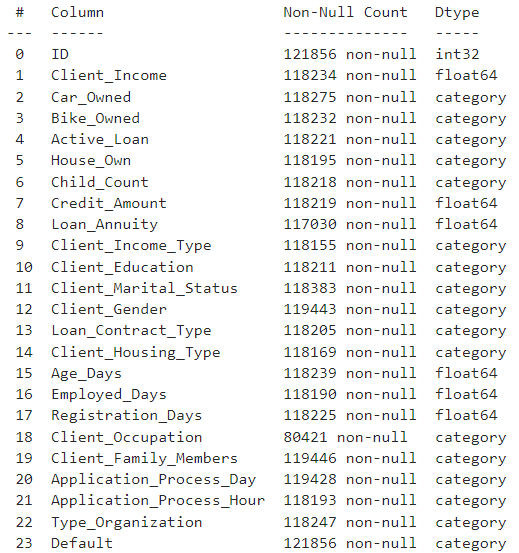 #   Column                    Non-Null Count   Dtype
---  ------                    --------------   -----
0   ID                        121856 non-null  int32
1   Client_Income             118234 non-null  float64
2   Car_Owned                 118275 non-null  category
3   Bike_Owned                118232 non-null  category
4   Active_Loan               118221 non-null  category
5   House_Own                 118195 non-null  category
6   Child_Count               118218 non-null  category
7   Credit_Amount             118219 non-null  float64
8   Loan_Annuity              117030 non-null  float64
9   Client_Income_Type        118155 non-null  category
10  Client_Education          118211 non-null  category
11  Client_Marital_Status     118383 non-null  category
12  Client_Gender             119443 non-null  category
13  Loan_Contract_Type        118205 non-null  category
14  Client_Housing_Type       118169 non-null  category
15  Age_Days                  118239 non-null  float64
16  Employed_Days             118190 non-null  float64
17  Registration_Days         118225 non-null  float64
18  Client_Occupation         80421 non-null   category
19  Client_Family_Members     119446 non-null  category
20  Application_Process_Day   119428 non-null  category
21  Application_Process_Hour  118193 non-null  category
22  Type_Organization         118247 non-null  category
23  Default                   121856 non-null  category